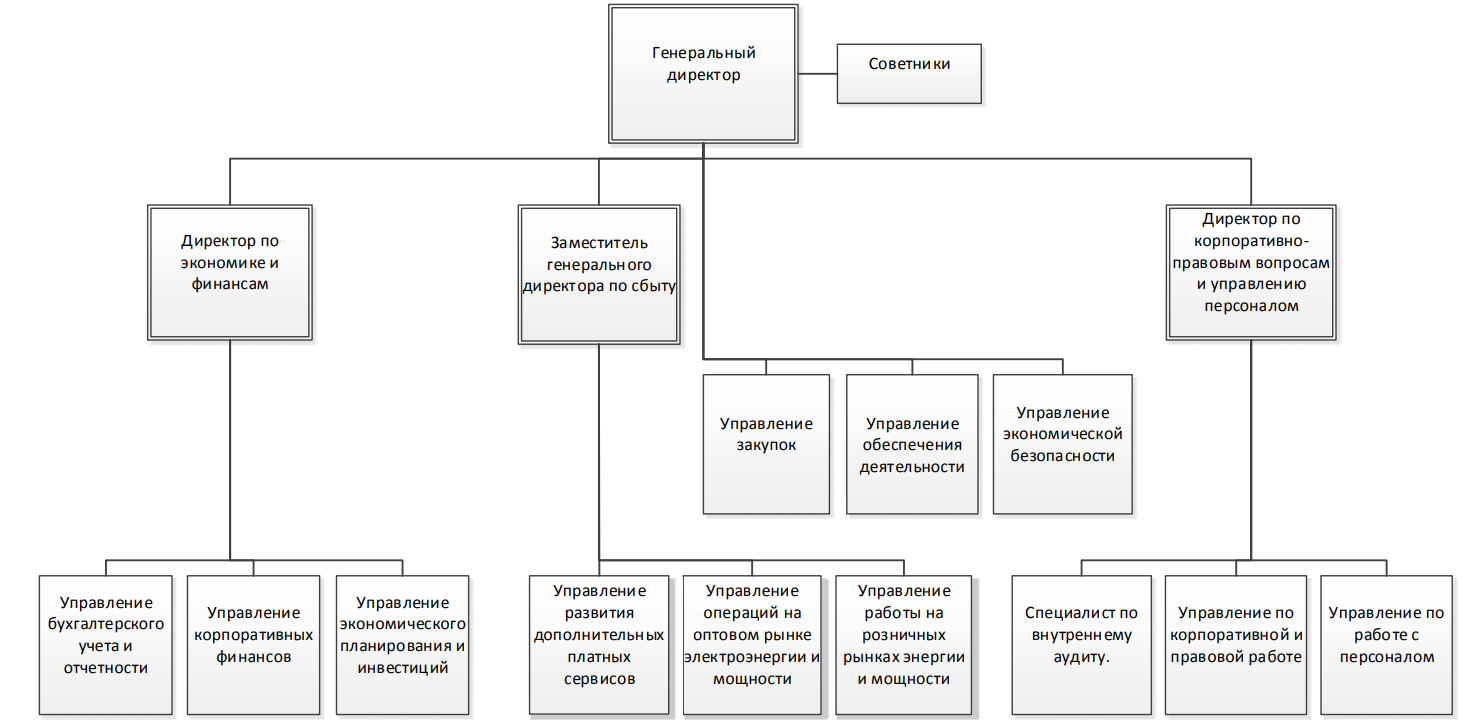 Генеральный
директор
Советники
Директор по
экономике и
финансам
Заместитель
генерального
директора по сбыту
Директор по
корпоративно-
правовым вопросам
и управлению
персоналом
Управление
закупок
Управление
обеспечения
деятельности
Управление
экономической
безопасности
Управление
бухгалтерского
учета и
отчетности
Управление
корпоративных
финансов
Управление
экономического
планирования и
инвестиций
Управление
развития
дополнительных
платных
сервисов
Управление
операций на
оптовом рынке
электроэнергии и
мощности
Управление
работы на
розничных
рынках энергии
и мощности
Специалист по
внутреннему
аудиту.
Управление по
корпоративной и
правовой работе
Управление по
работе с
персоналом